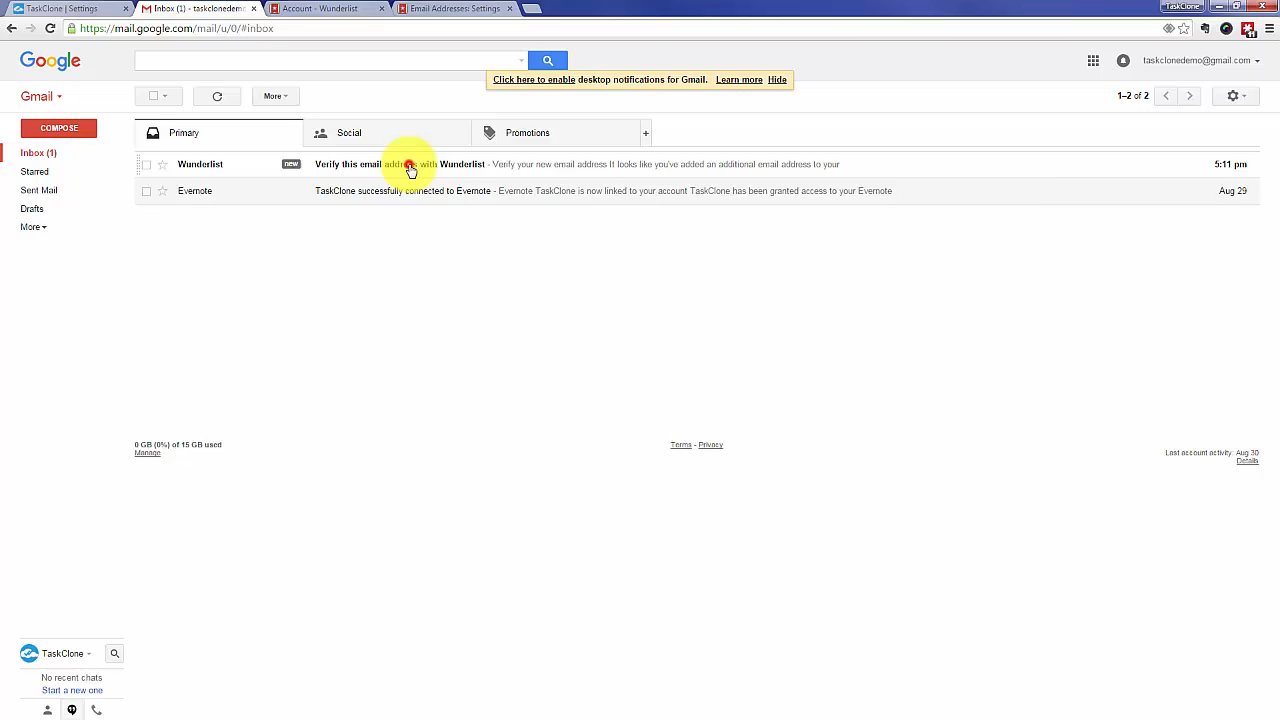 TaskClone | Settings
Inbox (1) - taskclonedemo
Account - Wunderlist
Email Addresses: Settings
TaskClone
https://mail.google.com/mail/u/0/#inbox
Google
taskclonedemo@gmail.com
Click here to enable desktop notifications for Gmail. Learn more Hide
Gmail
More
1–2 of 2
COMPOSE
Primary
Social
Promotions
+
Inbox (1)
Starred
Sent Mail
Drafts
More
Wunderlist new Verify this email address with Wunderlist - Verify your new email address It looks like you've added an additional email address to your 5:11 pm
Evernote TaskClone successfully connected to Evernote - Evernote TaskClone is now linked to your account TaskClone has been granted access to your Evernote Aug 29
0 GB (0%) of 15 GB used
Manage
Terms - Privacy
Last account activity: Aug 30
Details
TaskClone
No recent chats
Start a new one